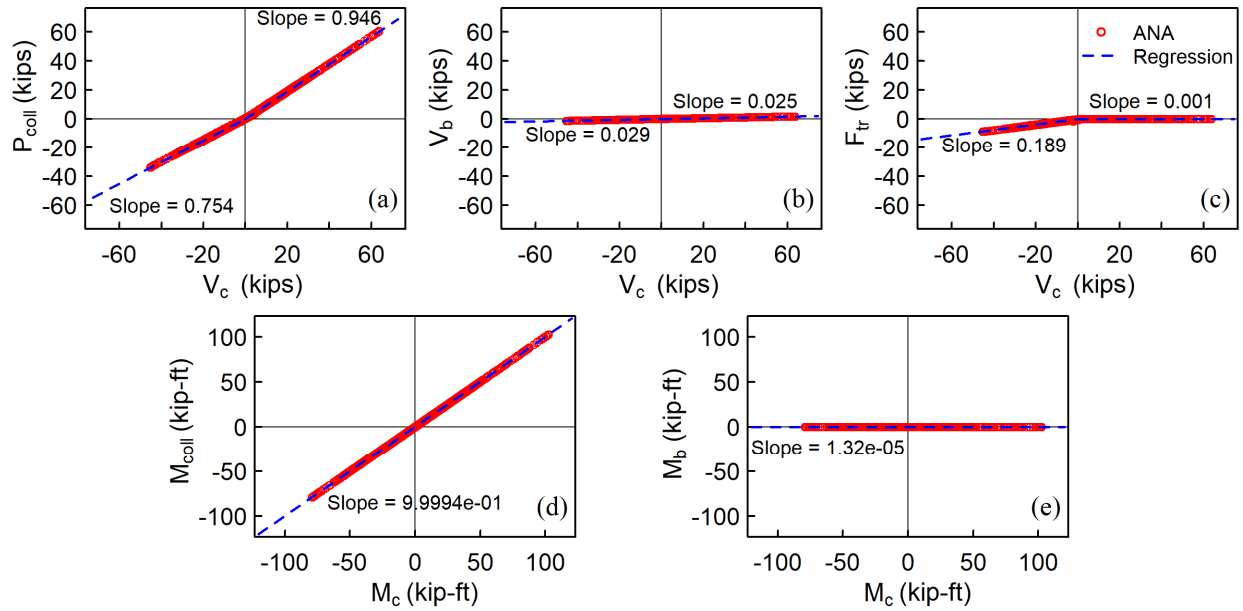 Slope = 0.946
60
40
20
0
-20
-40
-60
P_coll (kips)
Slope = 0.754
(a)
-60
-20
20
60
V_c (kips)
60
40
20
0
-20
-40
-60
V_b (kips)
Slope = 0.025
Slope = 0.029
(b)
-60
-20
20
60
V_c (kips)
60
40
20
0
-20
-40
-60
F_tr (kips)
ANA
Regression
Slope = 0.001
Slope = 0.189
(c)
-60
-20
20
60
V_c (kips)
100
50
0
-50
-100
M_coll (kip-ft)
Slope = 9.9994e-01
(d)
-100
-50
0
50
100
M_c (kip-ft)
100
50
0
-50
-100
M_b (kip-ft)
Slope = 1.32e-05
(e)
-100
-50
0
50
100
M_c (kip-ft)